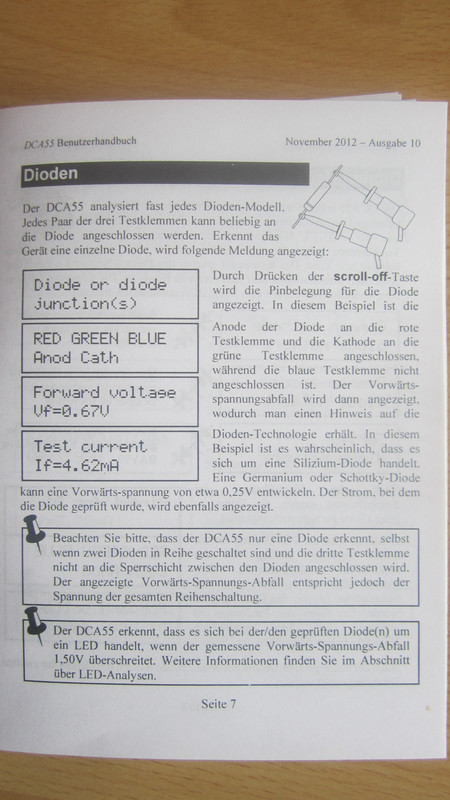 DCA55 Benutzerhandbuch November 2012 – Ausgabe 10
Dioden
Der DCA55 analysiert fast jedes Dioden-Modell.
Jedes Paar der drei Testklemmen kann beliebig an
die Diode angeschlossen werden. Erkennt das
Gerät eine einzelne Diode, wird folgende Meldung angezeigt:
Diode or diode
junction(s)
RED GREEN BLUE
Anod Cath
Forward voltage
Vf=0.67V
Test current
If=4.62mA
Durch Drücken der scroll-off-Taste
wird die Pinbelegung für die Diode
angezeigt. In diesem Beispiel ist die
Anode der Diode an die rote
Testklemme und die Kathode an die
grüne Testklemme angeschlossen,
während die blaue Testklemme nicht
angeschlossen ist. Der Vorwärts-
spannungsabfall wird dann angezeigt,
wodurch man einen Hinweis auf die
Dioden-Technologie erhält. In diesem
Beispiel ist es wahrscheinlich, dass es
sich um eine Silizium-Diode handelt.
Eine Germanium oder Schottky-Diode
kann eine Vorwärts-spannung von etwa 0,25V entwickeln. Der Strom, bei dem
die Diode geprüft wurde, wird ebenfalls angezeigt.
Beachten Sie bitte, dass der DCA55 nur eine Diode erkennt, selbst
wenn zwei Dioden in Reihe geschaltet sind und die dritte Testklemme
nicht an die Sperrschicht zwischen den Dioden angeschlossen wird.
Der angezeigte Vorwärts-Spannungs-Abfall entspricht jedoch der
Spannung der gesamten Reihenschaltung.
Der DCA55 erkennt, dass es sich bei der/den geprüften Diode(n) um
ein LED handelt, wenn der gemessene Vorwärts-Spannungs-Abfall
1,50V überschreitet. Weitere Informationen finden Sie im Abschnitt
über LED-Analysen.
Seite 7